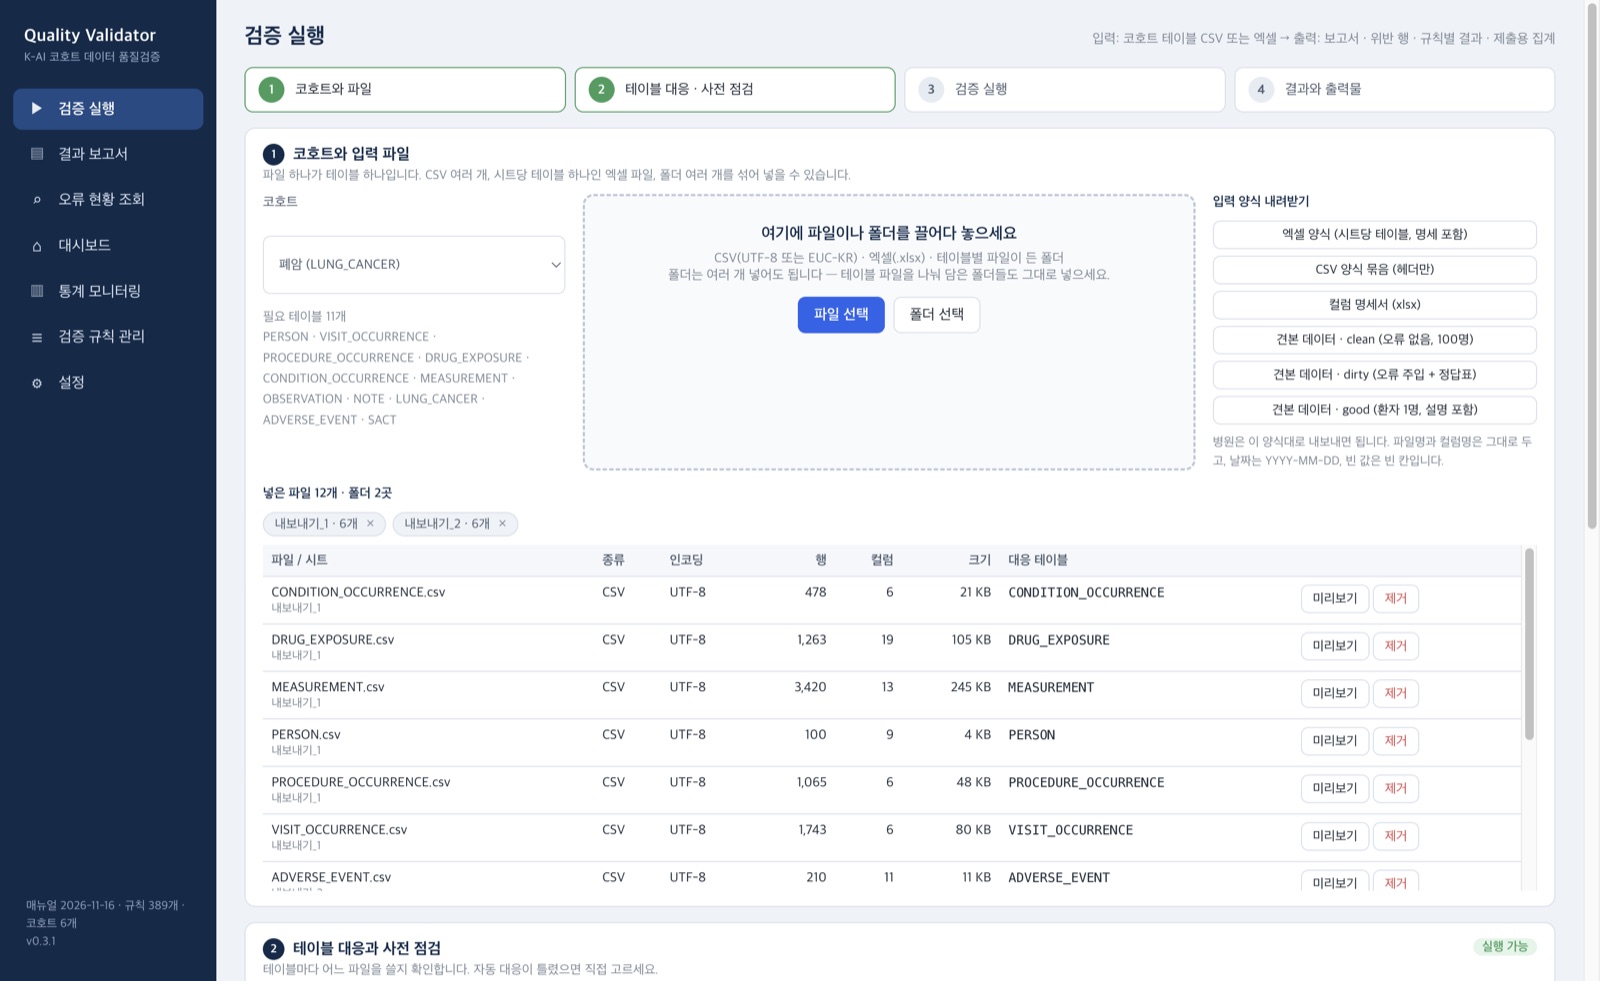 Quality Validator
K-AI 코호트 데이터 품질검증
검증 실행
결과 보고서
오류 현황 조회
대시보드
통계 모니터링
검증 규칙 관리
설정
매뉴얼 2026-11-16 · 규칙 389개 ·
코호트 6개
v0.3.1
검증 실행
입력: 코호트 테이블 CSV 또는 엑셀 → 출력: 보고서 · 위반 행 · 규칙별 결과 · 제출용 집계
1 코호트와 파일
2 테이블 대응 · 사전 점검
3 검증 실행
4 결과와 출력물
1 코호트와 입력 파일
파일 하나가 테이블 하나입니다. CSV 여러 개, 시트당 테이블 하나인 엑셀 파일, 폴더 여러 개를 섞어 넣을 수 있습니다.
코호트
폐암 (LUNG_CANCER)
필요 테이블 11개
PERSON · VISIT_OCCURRENCE ·
PROCEDURE_OCCURRENCE · DRUG_EXPOSURE ·
CONDITION_OCCURRENCE · MEASUREMENT ·
OBSERVATION · NOTE · LUNG_CANCER ·
ADVERSE_EVENT · SACT
여기에 파일이나 폴더를 끌어다 놓으세요
CSV(UTF-8 또는 EUC-KR) · 엑셀(.xlsx) · 테이블별 파일이 든 폴더
폴더는 여러 개 넣어도 됩니다 — 테이블 파일을 나눠 담은 폴더들도 그대로 넣으세요.
파일 선택 폴더 선택
입력 양식 내려받기
엑셀 양식 (시트당 테이블, 명세 포함)
CSV 양식 묶음 (헤더만)
컬럼 명세서 (xlsx)
견본 데이터 · clean (오류 없음, 100명)
견본 데이터 · dirty (오류 주입 + 정답표)
견본 데이터 · good (환자 1명, 설명 포함)
병원은 이 양식대로 내보내면 됩니다. 파일명과 컬럼명은 그대로 두
고, 날짜는 YYYY-MM-DD, 빈 값은 빈 칸입니다.
넣은 파일 12개 · 폴더 2곳
내보내기_1 · 6개 × 내보내기_2 · 6개 ×
파일 / 시트 종류 인코딩 행 컬럼 크기 대응 테이블
CONDITION_OCCURRENCE.csv CSV UTF-8 478 6 21 KB CONDITION_OCCURRENCE 미리보기 제거
내보내기_1
DRUG_EXPOSURE.csv CSV UTF-8 1,263 19 105 KB DRUG_EXPOSURE 미리보기 제거
내보내기_1
MEASUREMENT.csv CSV UTF-8 3,420 13 245 KB MEASUREMENT 미리보기 제거
내보내기_1
PERSON.csv CSV UTF-8 100 9 4 KB PERSON 미리보기 제거
내보내기_1
PROCEDURE_OCCURRENCE.csv CSV UTF-8 1,065 6 48 KB PROCEDURE_OCCURRENCE 미리보기 제거
내보내기_1
VISIT_OCCURRENCE.csv CSV UTF-8 1,743 6 80 KB VISIT_OCCURRENCE 미리보기 제거
내보내기_1
ADVERSE_EVENT.csv CSV UTF-8 210 11 11 KB ADVERSE_EVENT 미리보기 제거
2 테이블 대응과 사전 점검
실행 가능
테이블마다 어느 파일을 쓸지 확인합니다. 자동 대응이 틀렸으면 직접 고르세요.